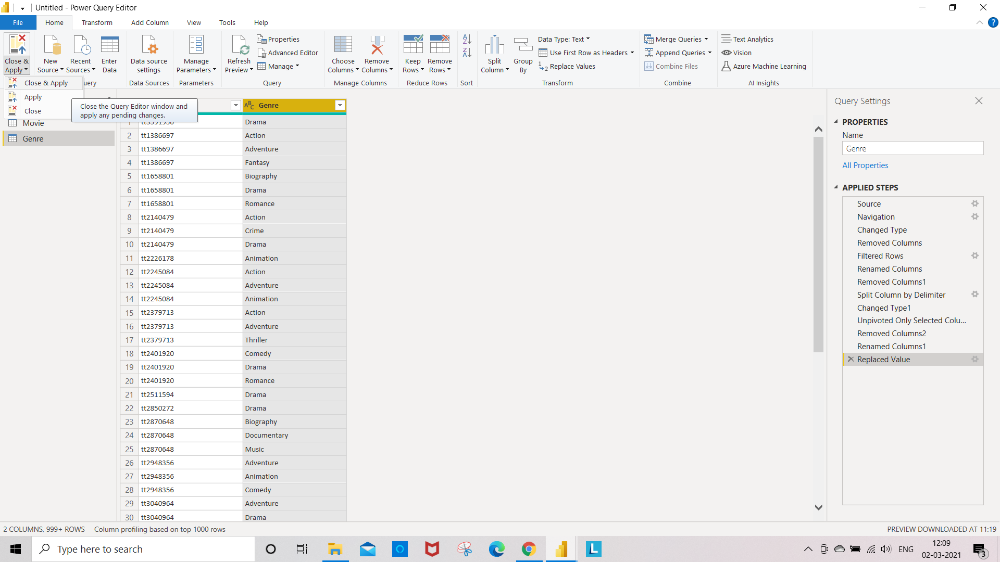 Untitled - Power Query Editor
File Home Transform Add Column View Tools Help
Close & Apply
New Source
Recent Sources
Enter Data
Data source settings
Data Sources
Manage Parameters
Parameters
Refresh Preview
Properties
Advanced Editor
Manage
Query
Choose Columns
Remove Columns
Manage Columns
Keep Rows
Remove Rows
Reduce Rows
Sort
Split Column
Group By
Data Type: Text
Use First Row as Headers
Replace Values
Transform
Merge Queries
Append Queries
Combine Files
Combine
Text Analytics
Vision
Azure Machine Learning
AI Insights
Close & Apply
Apply
Close
Close the Query Editor window and
apply any pending changes.
Movie
Genre
ABC Genre
1 Drama
2 tt1386697 Action
3 tt1386697 Adventure
4 tt1386697 Fantasy
5 tt1658801 Biography
6 tt1658801 Drama
7 tt1658801 Romance
8 tt2140479 Action
9 tt2140479 Crime
10 tt2140479 Drama
11 tt2226178 Animation
12 tt2245084 Action
13 tt2245084 Adventure
14 tt2245084 Animation
15 tt2379713 Action
16 tt2379713 Adventure
17 tt2379713 Thriller
18 tt2401920 Comedy
19 tt2401920 Drama
20 tt2401920 Romance
21 tt2511594 Drama
22 tt2850272 Drama
23 tt2870648 Biography
24 tt2870648 Documentary
25 tt2870648 Music
26 tt2948356 Adventure
27 tt2948356 Animation
28 tt2948356 Comedy
29 tt3040964 Adventure
30 tt3040964 Drama
Query Settings
PROPERTIES
Name
Genre
All Properties
APPLIED STEPS
Source
Navigation
Changed Type
Removed Columns
Filtered Rows
Renamed Columns
Removed Columns1
Split Column by Delimiter
Changed Type1
Unpivoted Only Selected Colu...
Removed Columns2
Renamed Columns1
Replaced Value
2 COLUMNS, 999+ ROWS Column profiling based on top 1000 rows
PREVIEW DOWNLOADED AT 11:19
Type here to search
L
ENG
12:09
02-03-2021
3